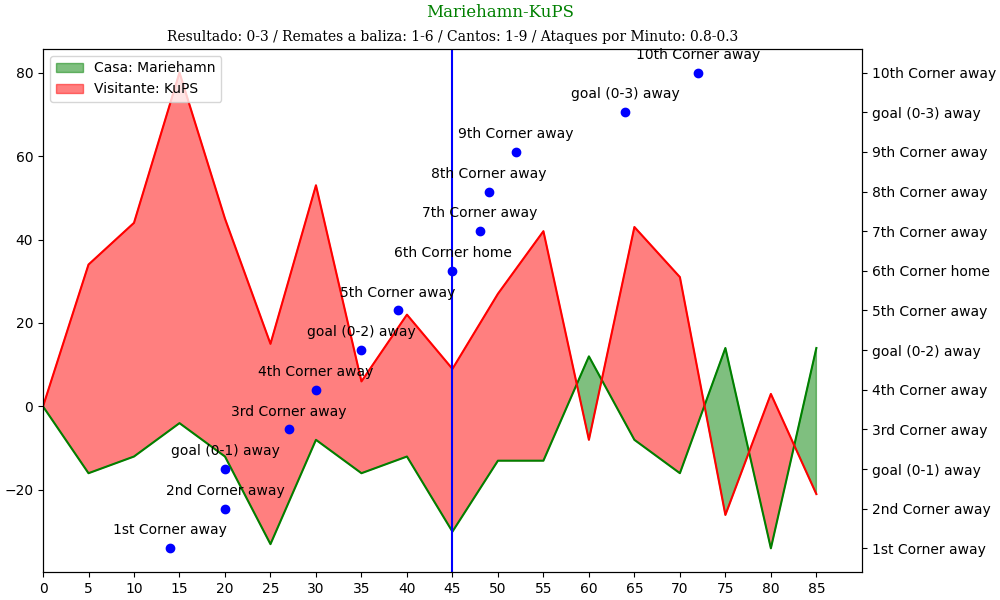 Mariehamn-KuPS
Resultado: 0-3 / Remates a baliza: 1-6 / Cantos: 1-9 / Ataques por Minuto: 0.8-0.3
Casa: Mariehamn
Visitante: KuPS
10th Corner away
goal (0-3) away
9th Corner away
8th Corner away
7th Corner away
6th Corner home
5th Corner away
goal (0-2) away
4th Corner away
3rd Corner away
goal (0-1) away
2nd Corner away
1st Corner away
80
60
40
20
0
−20
10th Corner away
goal (0-3) away
9th Corner away
8th Corner away
7th Corner away
6th Corner home
5th Corner away
goal (0-2) away
4th Corner away
3rd Corner away
goal (0-1) away
2nd Corner away
1st Corner away
0 5 10 15 20 25 30 35 40 45 50 55 60 65 70 75 80 85